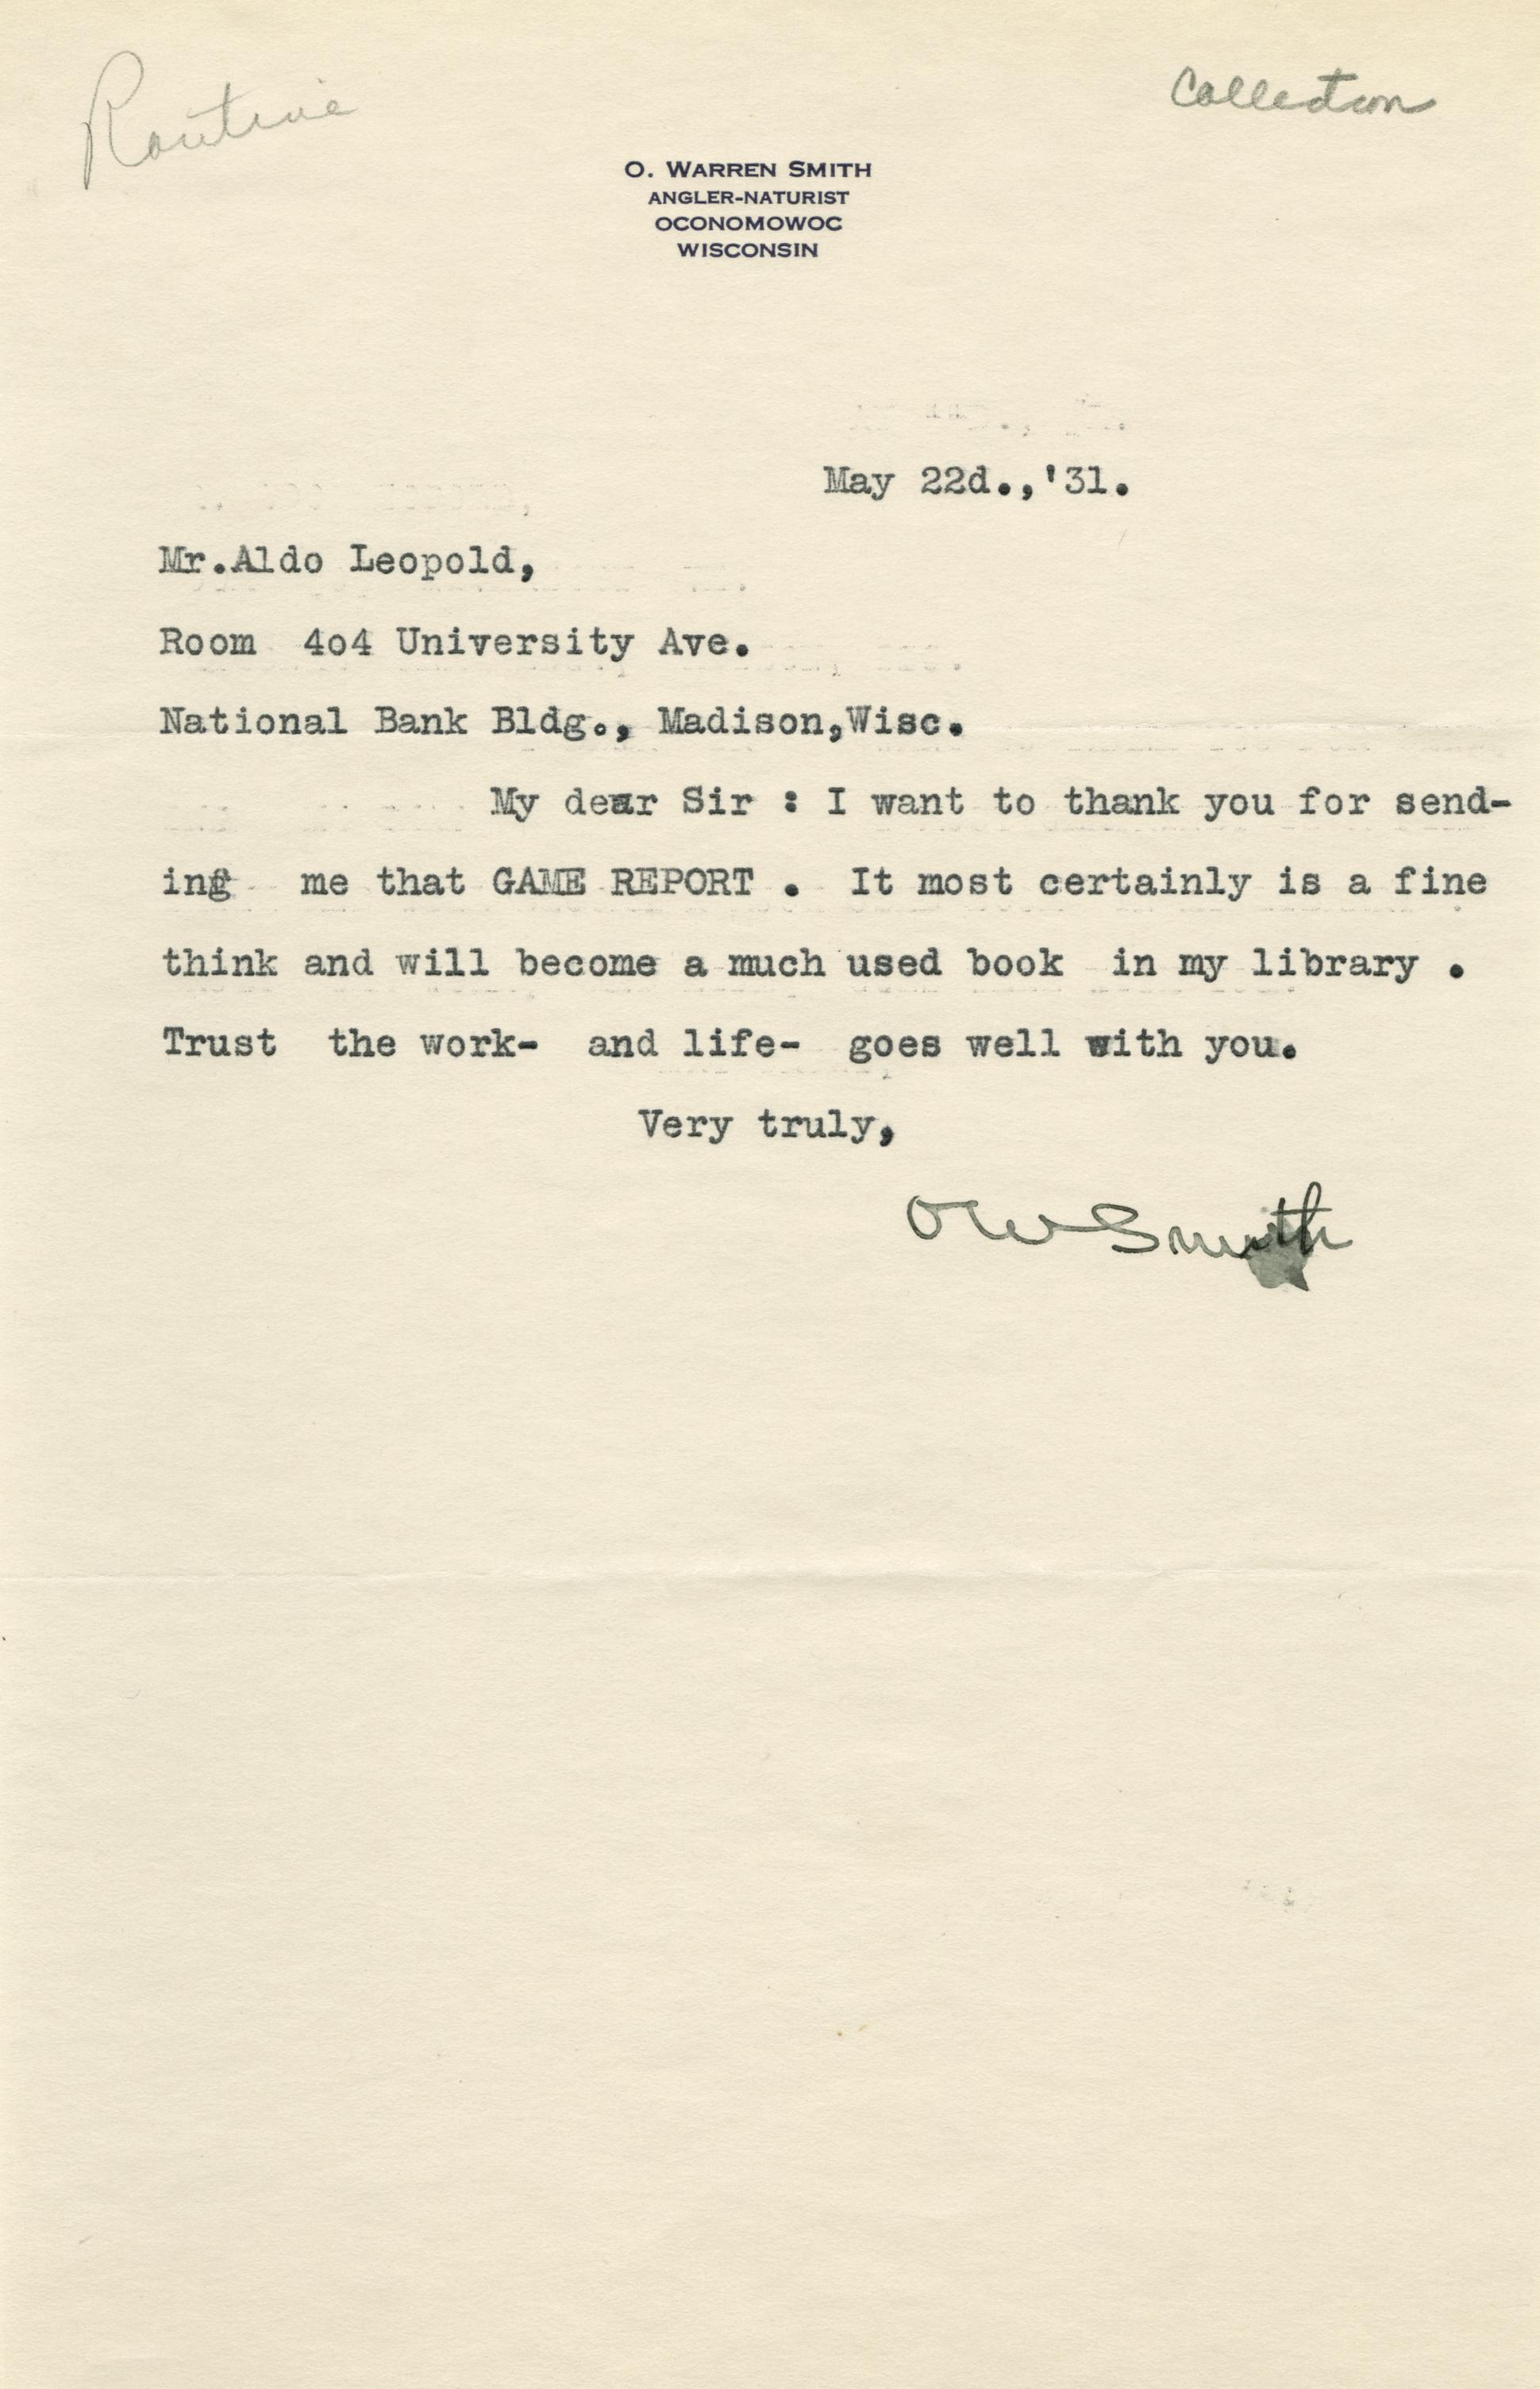 Routine
Collection
O. WARREN SMITH
ANGLER-NATURIST
OCONOMOWOC
WISCONSIN
May 22d.,'31.
Mr.Aldo Leopold,
Room 4o4 University Ave.
National Bank Bldg., Madison,Wisc.
My dear Sir : I want to thank you for send-
ing me that GAME REPORT . It most certainly is a fine
think and will become a much used book in my library .
Trust the work- and life- goes well with you.
Very truly,
OW Smith